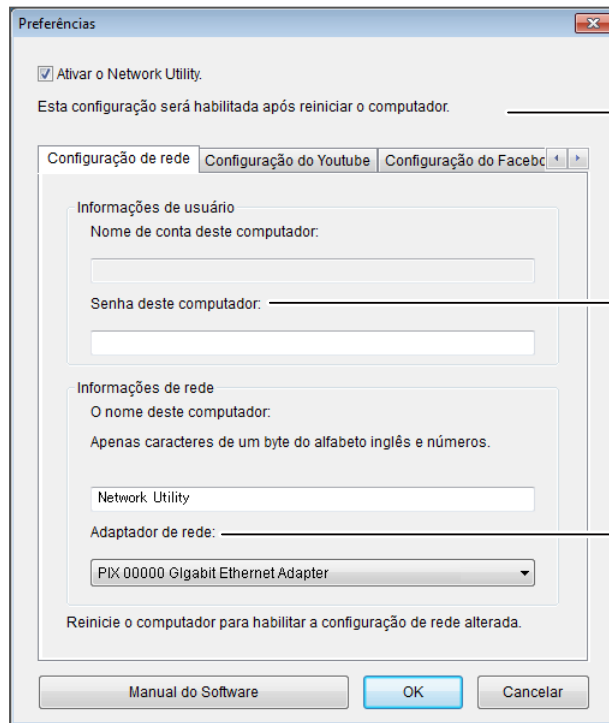 Preferências
Ativar o Network Utility.
Esta configuração será habilitada após reiniciar o computador.
Configuração de rede
Configuração do Youtube
Configuração do Facebo
Informações de usuário
Nome de conta deste computador:
Senha deste computador:
Informações de rede
O nome deste computador:
Apenas caracteres de um byte do alfabeto inglês e números.
Network Utility
Adaptador de rede:
PIX 00000 GIgabit Ethernet Adapter
Reinicie o computador para habilitar a configuração de rede alterada.
Manual do Software
OK
Cancelar